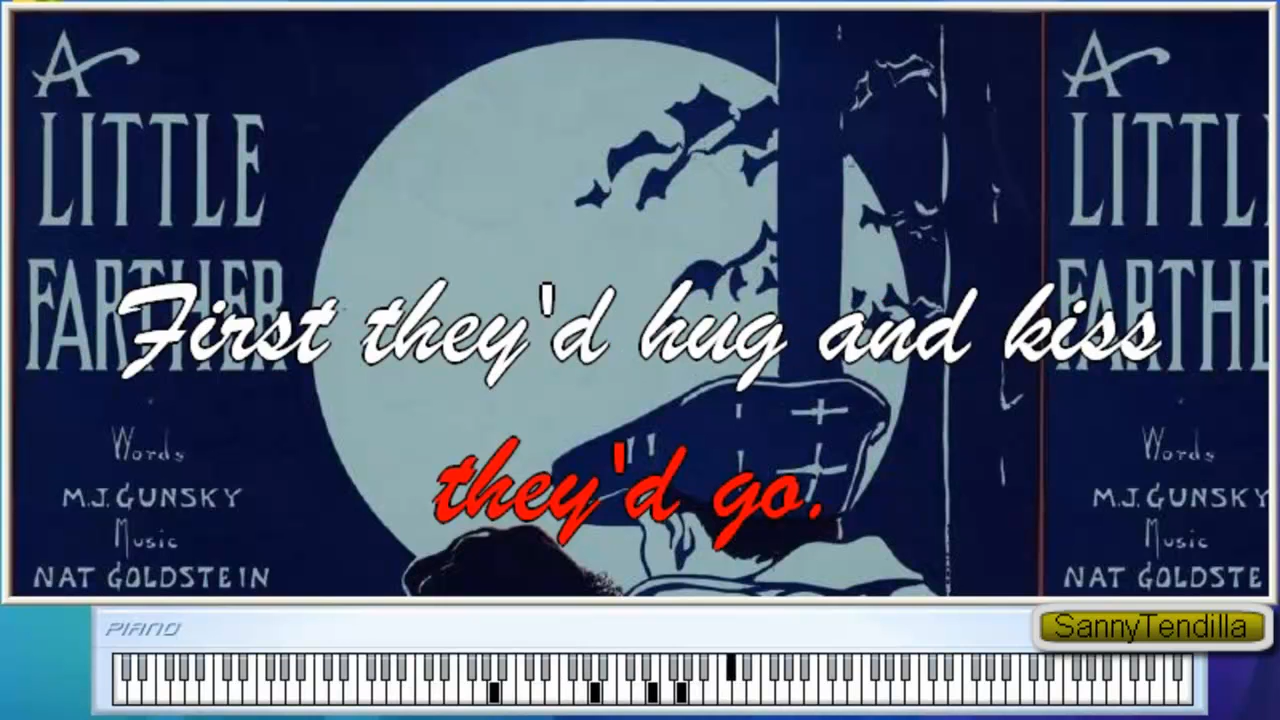 A
LITTLE
FARTHER
Words
M.J. GUNSKY
Music
NAT GOLDSTEIN
First they'd hug and kiss
they'd go.
A
LITTL
FARTHE
Words
M.J. GUNSKY
Music
NAT GOLDSTE
PIANO
SannyTendilla